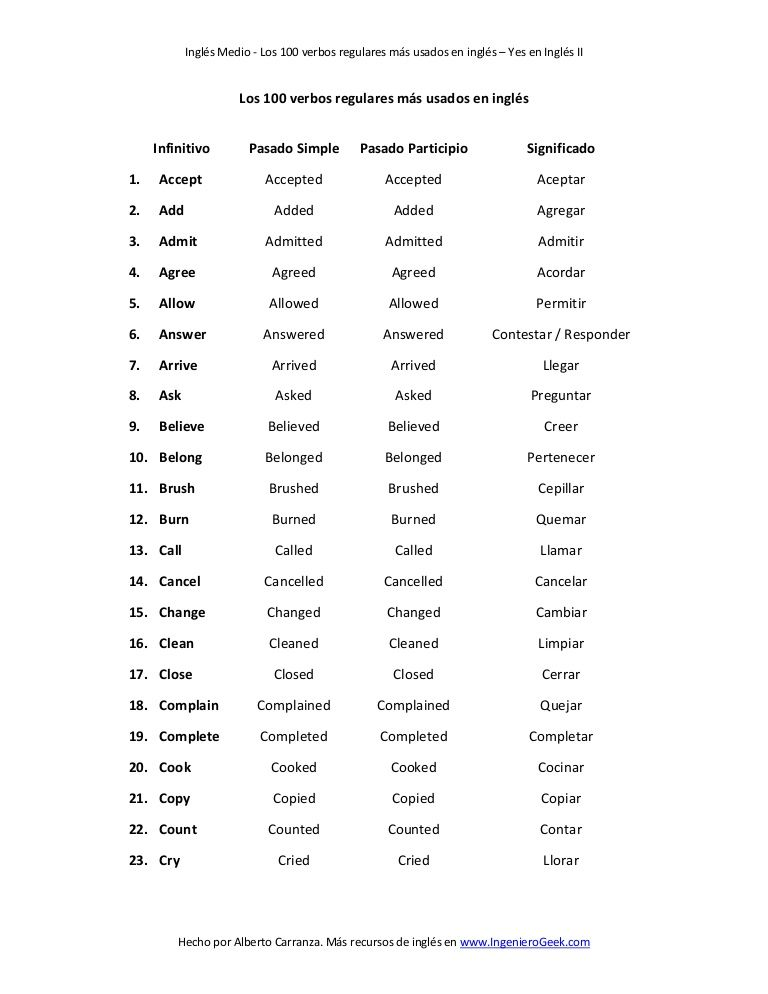 Inglés Medio - Los 100 verbos regulares más usados en inglés – Yes en Inglés II
Los 100 verbos regulares más usados en inglés
Infinitivo Pasado Simple Pasado Participio Significado
1. Accept Accepted Accepted Aceptar
2. Add Added Added Agregar
3. Admit Admitted Admitted Admitir
4. Agree Agreed Agreed Acordar
5. Allow Allowed Allowed Permitir
6. Answer Answered Answered Contestar / Responder
7. Arrive Arrived Arrived Llegar
8. Ask Asked Asked Preguntar
9. Believe Believed Believed Creer
10. Belong Belonged Belonged Pertenecer
11. Brush Brushed Brushed Cepillar
12. Burn Burned Burned Quemar
13. Call Called Called Llamar
14. Cancel Cancelled Cancelled Cancelar
15. Change Changed Changed Cambiar
16. Clean Cleaned Cleaned Limpiar
17. Close Closed Closed Cerrar
18. Complain Complained Complained Quejar
19. Complete Completed Completed Completar
20. Cook Cooked Cooked Cocinar
21. Copy Copied Copied Copiar
22. Count Counted Counted Contar
23. Cry Cried Cried Llorar
Hecho por Alberto Carranza. Más recursos de inglés en www.IngenieroGeek.com